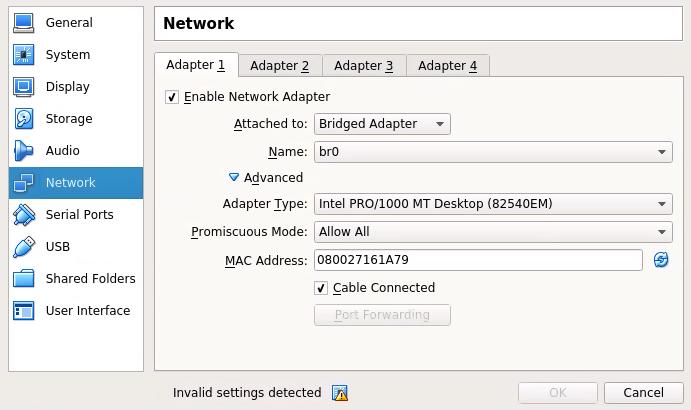 General
System
Display
Storage
Audio
Network
Serial Ports
USB
Shared Folders
User Interface
Network
Adapter 1
Adapter 2
Adapter 3
Adapter 4
Enable Network Adapter
Attached to: Bridged Adapter
Name: br0
Advanced
Adapter Type: Intel PRO/1000 MT Desktop (82540EM)
Promiscuous Mode: Allow All
MAC Address: 080027161A79
Cable Connected
Port Forwarding
Invalid settings detected
OK
Cancel